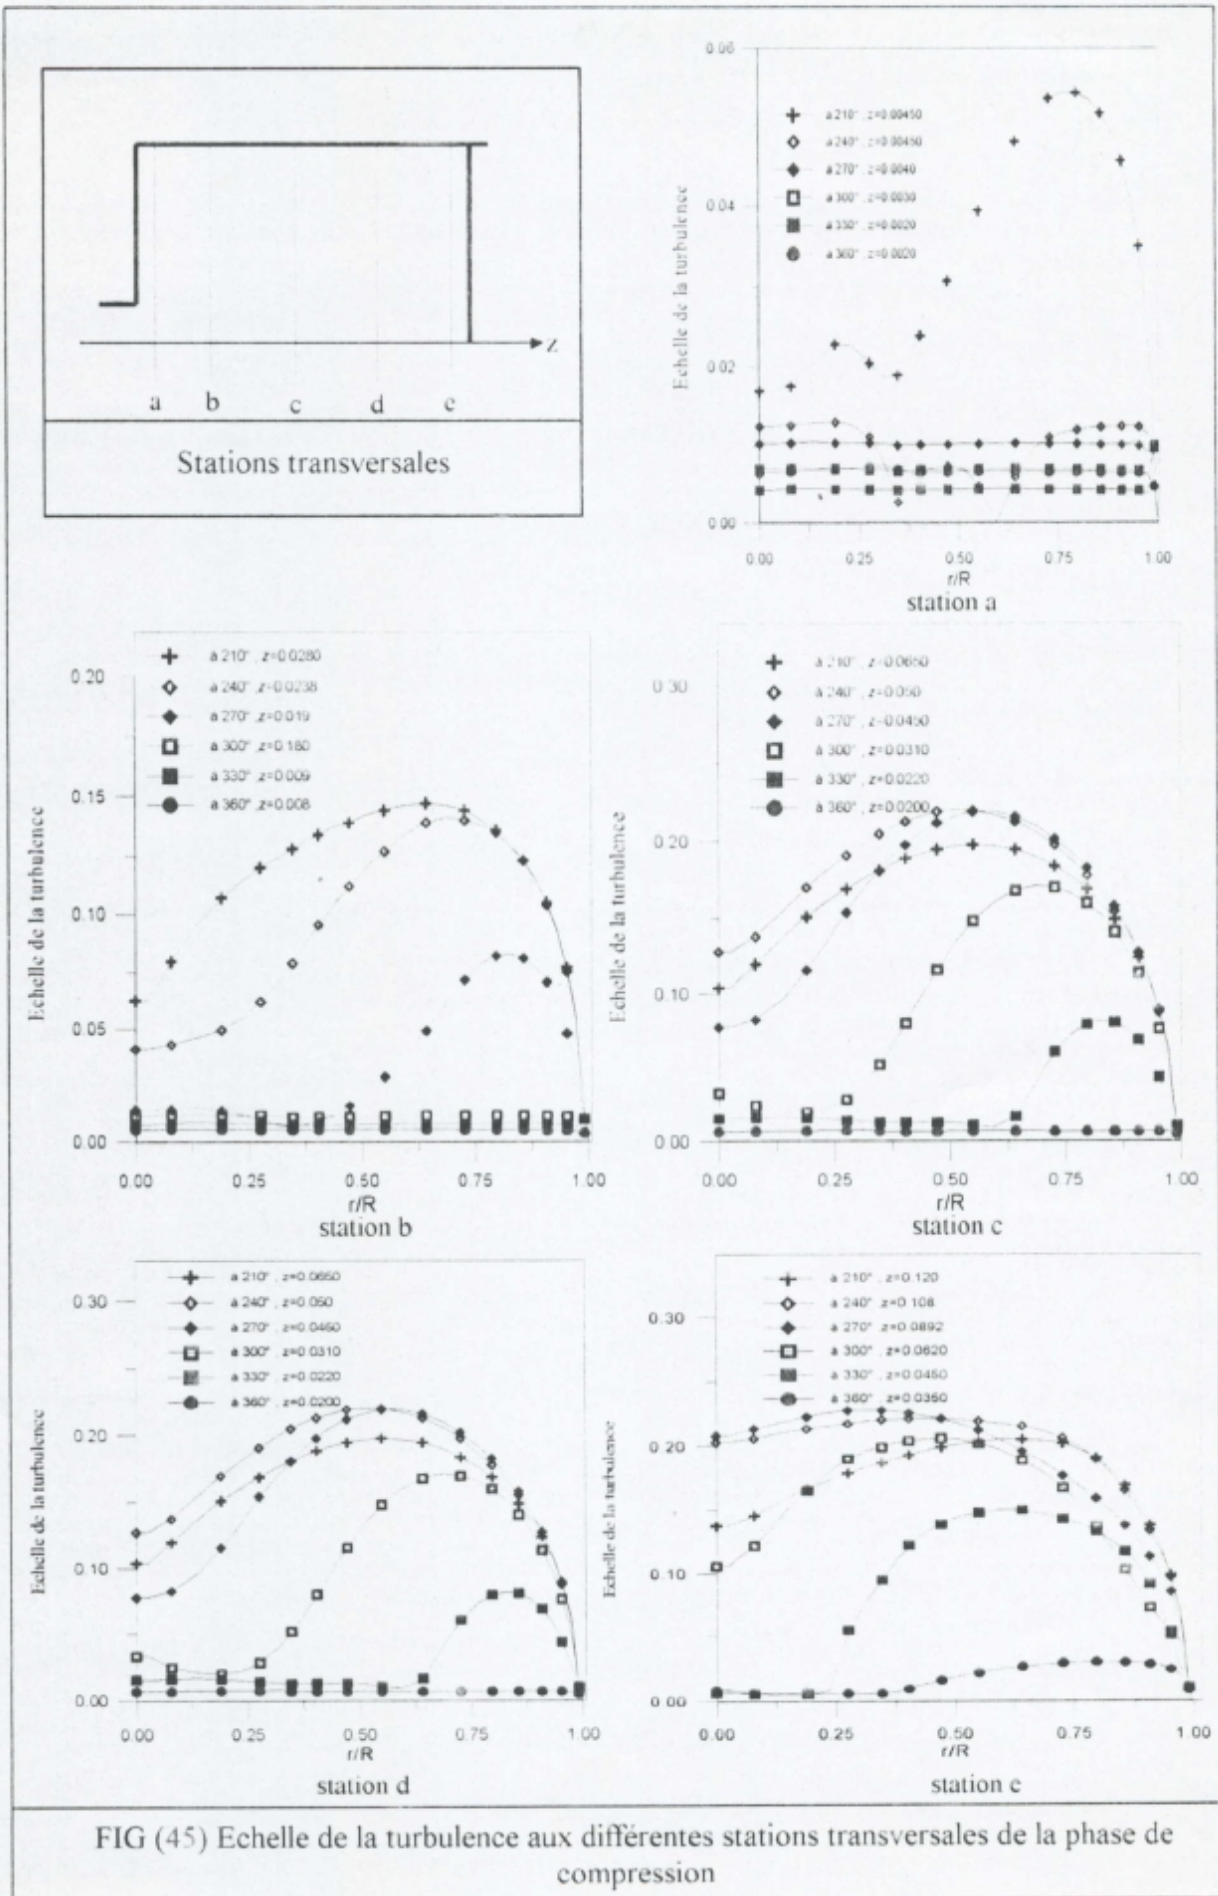 z
a b c d e
Stations transversales
0.06
0.04
0.02
0.00
Echelle de la turbulence
à 210° , z=0.00450
à 240° , z=0.00450
à 270° , z=0.0040
à 300° , z=0.0030
à 330° , z=0.0020
à 360° , z=0.0020
0.00 0.25 0.50 0.75 1.00
r/R
station a
0.20
0.15
0.10
0.05
0.00
Echelle de la turbulence
à 210° , z=0.0280
à 240° , z=0.0238
à 270° , z=0.019
à 300° , z=0.180
à 330° , z=0.009
à 360° , z=0.008
0.00 0.25 0.50 0.75 1.00
r/R
station b
0.30
0.20
0.10
0.00
Echelle de la turbulence
à 210° , z=0.0650
à 240° , z=0.050
à 270° , z=0.0450
à 300° , z=0.0310
à 330° , z=0.0220
à 360° , z=0.0200
0.00 0.25 0.50 0.75 1.00
r/R
station c
0.30
0.20
0.10
0.00
Echelle de la turbulence
à 210° , z=0.0650
à 240° , z=0.050
à 270° , z=0.0450
à 300° , z=0.0310
à 330° , z=0.0220
à 360° , z=0.0200
0.00 0.25 0.50 0.75 1.00
r/R
station d
0.30
0.20
0.10
0.00
Echelle de la turbulence
à 210° , z=0.120
à 240° , z=0.108
à 270° , z=0.0892
à 300° , z=0.0620
à 330° , z=0.0450
à 360° , z=0.0350
0.00 0.25 0.50 0.75 1.00
r/R
station e
FIG (45) Echelle de la turbulence aux différentes stations transversales de la phase de
compression